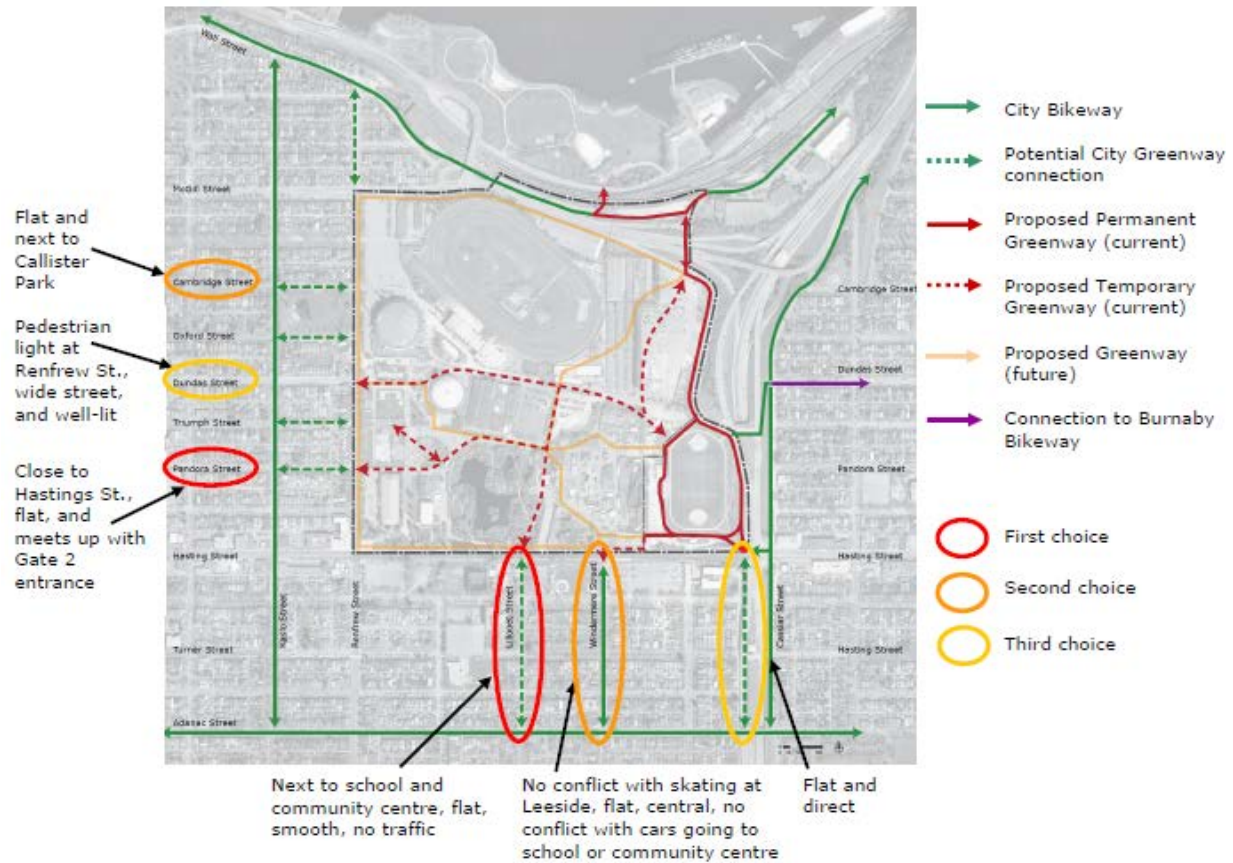 Wall Street
McGill Street
Flat and
next to
Callister
Park
Cambridge Street
Oxford Street
Pedestrian
light at
Renfrew St.,
wide street,
and well-lit
Dundas Street
Triumph Street
Close to
Hastings St.,
flat, and
meets up with
Gate 2
entrance
Pandora Street
Hasting Street
Turner Street
Adanac Street
Kaslo Street
Renfrew Street
Lillooet Street
Windermere Street
Cassiar Street
Cambridge Street
Dundas Street
Pandora Street
Hasting Street
Hasting Street
City Bikeway
Potential City Greenway
connection
Proposed Permanent
Greenway (current)
Proposed Temporary
Greenway (current)
Proposed Greenway
(future)
Connection to Burnaby
Bikeway
First choice
Second choice
Third choice
Next to school and
community centre, flat,
smooth, no traffic
No conflict with skating at
Leeside, flat, central, no
conflict with cars going to
school or community centre
Flat and
direct